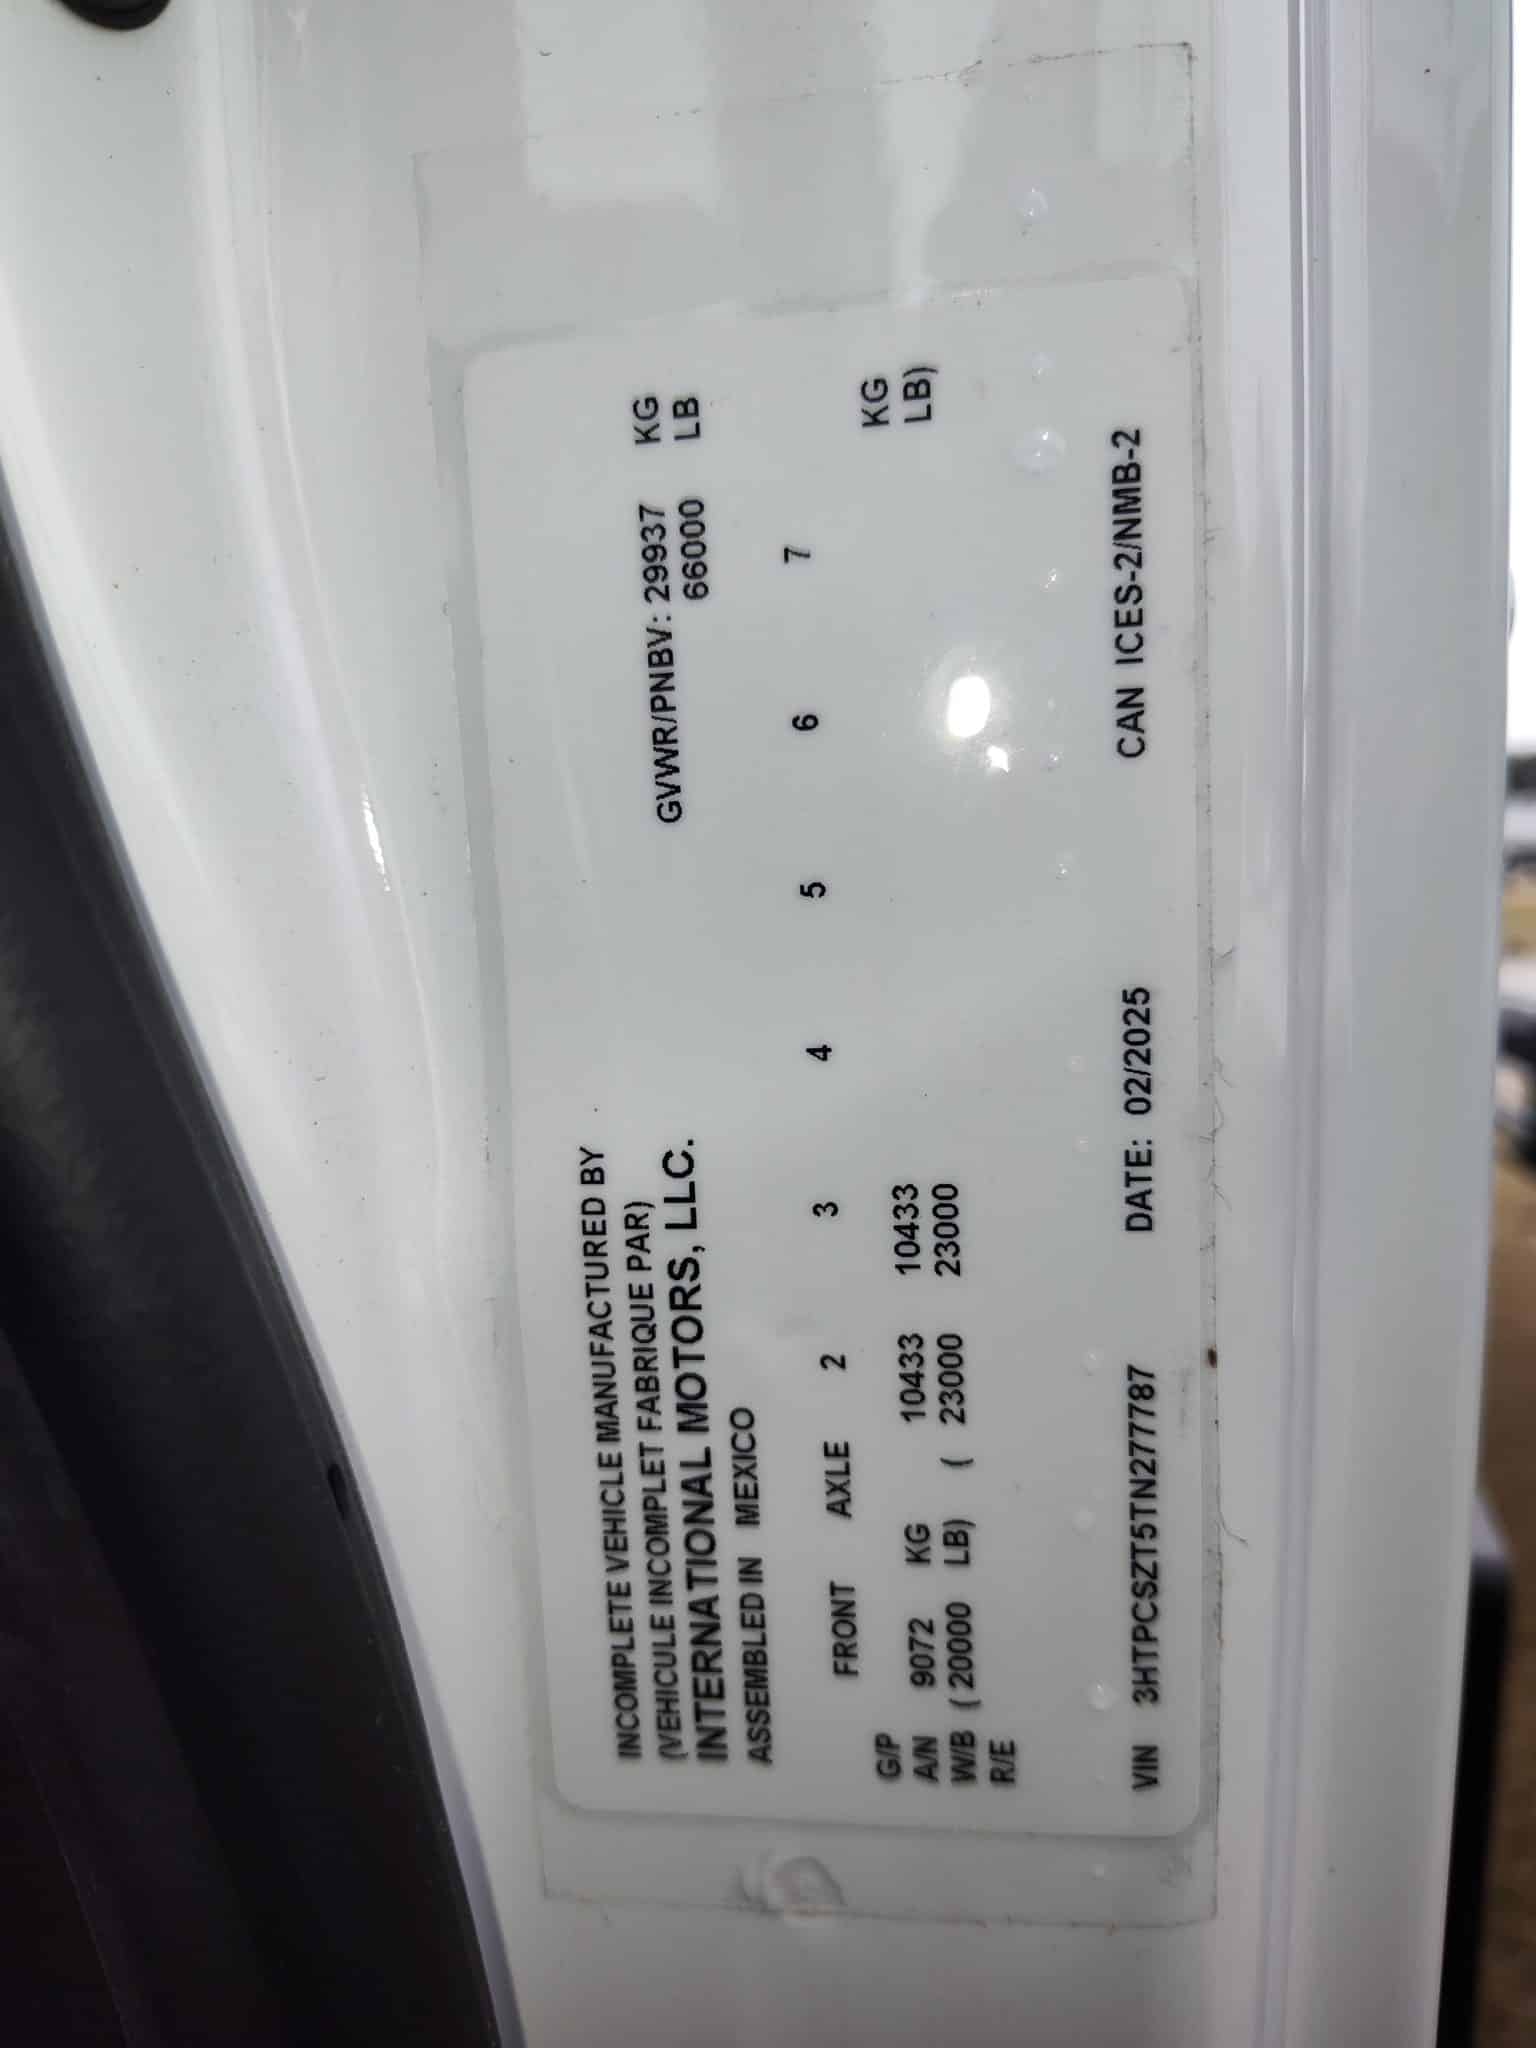 INCOMPLETE VEHICLE MANUFACTURED BY
(VEHICULE INCOMPLET FABRIQUE PAR)
INTERNATIONAL MOTORS, LLC.
ASSEMBLED IN MEXICO
GVWR/PNBV: 29937 KG
66000 LB
FRONT AXLE 2 3 4 5 6 7
G/P
A/N 9072 KG 10433 10433 KG
W/B ( 20000 LB) ( 23000 23000 LB)
R/E
VIN 3HTPCSZT5TN277787 DATE: 02/2025 CAN ICES-2/NMB-2